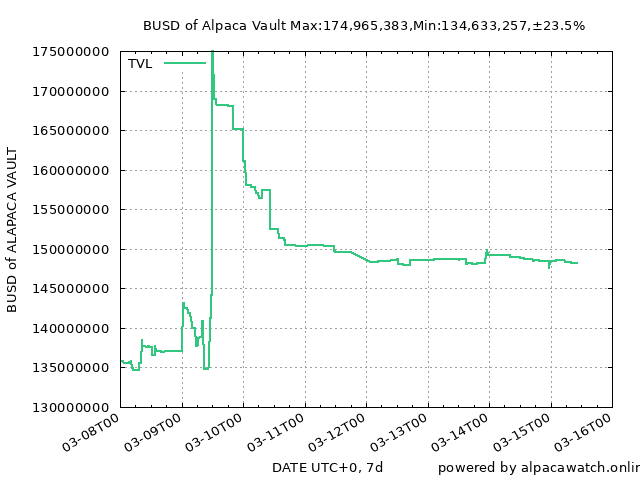 BUSD of Alpaca Vault Max:174,965,383,Min:134,633,257,±23.5%
TVL
175000000
170000000
165000000
160000000
155000000
150000000
145000000
140000000
135000000
130000000
BUSD of ALAPACA VAULT
03-08T00
03-09T00
03-10T00
03-11T00
03-12T00
03-13T00
03-14T00
03-15T00
03-16T00
DATE UTC+0, 7d
powered by alpacawatch.onlin